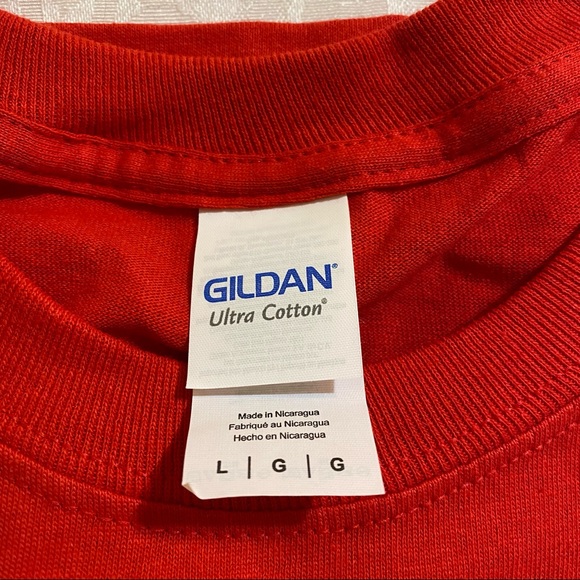 GILDAN®
Ultra Cotton®
Made in Nicaragua
Fabriqué au Nicaragua
Hecho en Nicaragua
L | G | G